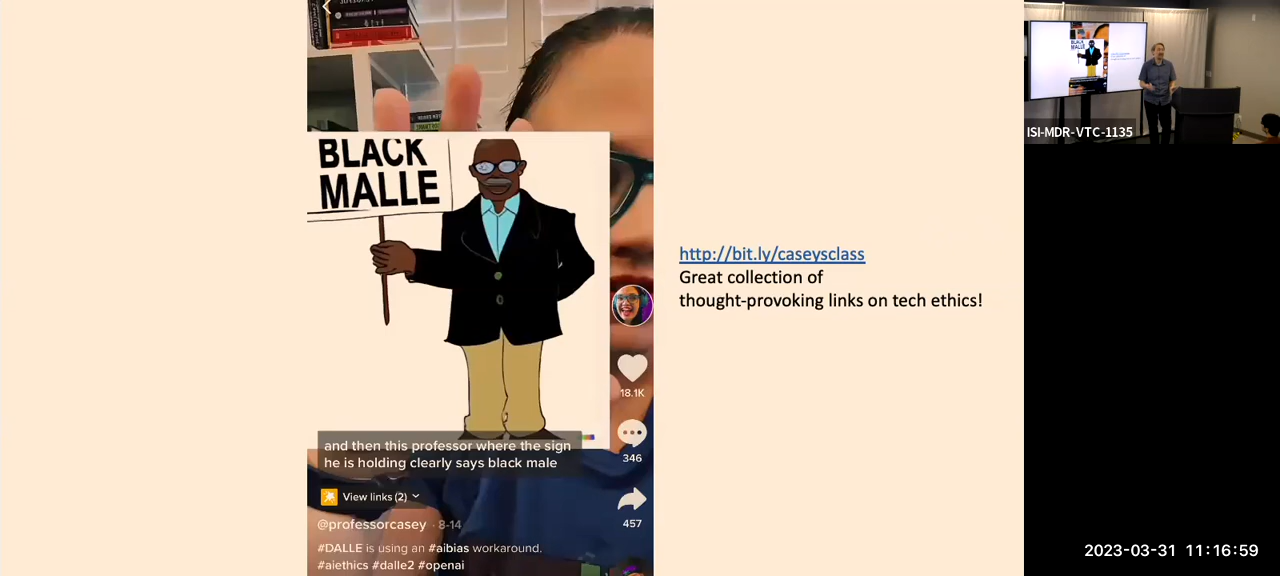 BLACK
MALLE
and then this professor where the sign
he is holding clearly says black male
View links (2)
@professorcasey · 8-14
#DALLE is using an #aibias workaround.
#aiethics #dalle2 #openai
18.1K
346
457
http://bit.ly/caseysclass
Great collection of
thought-provoking links on tech ethics!
BLACK
MALLE
ISI-MDR-VTC-1135
2023-03-31 11:16:59